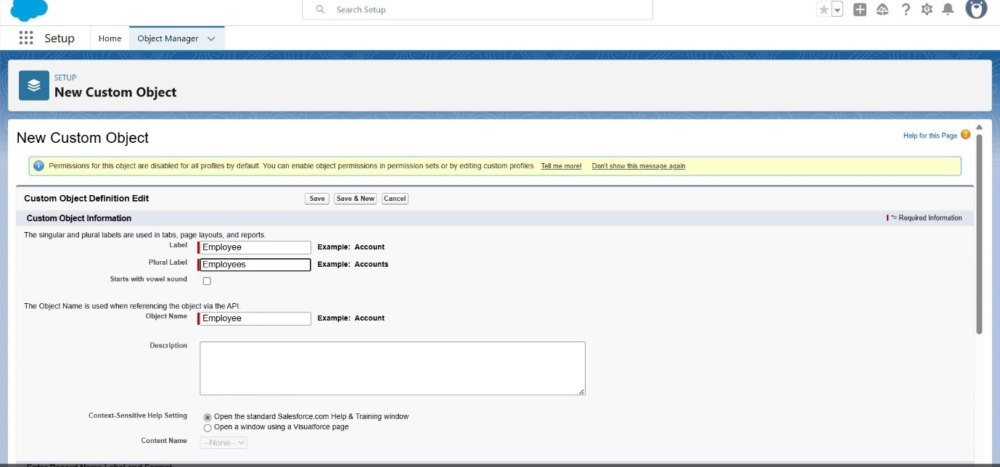 Search Setup
Setup Home Object Manager
SETUP
New Custom Object
New Custom Object
Help for this Page
Permissions for this object are disabled for all profiles by default. You can enable object permissions in permission sets or by editing custom profiles. Tell me more! Don't show this message again
Custom Object Definition Edit Save Save & New Cancel
Custom Object Information = Required Information
The singular and plural labels are used in tabs, page layouts, and reports.
Label Employee Example: Account
Plural Label Employees Example: Accounts
Starts with vowel sound
The Object Name is used when referencing the object via the API.
Object Name Employee Example: Account
Description
Context-Sensitive Help Setting Open the standard Salesforce.com Help & Training window
Open a window using a Visualforce page
Content Name --None--